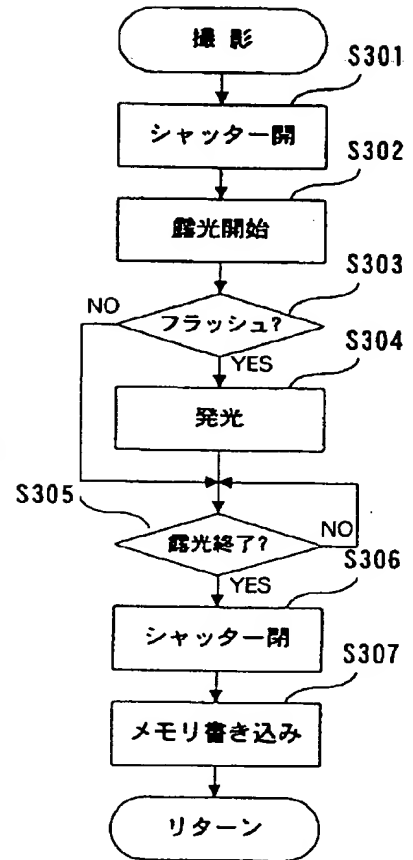 撮影
S301
シャッター開
S302
露光開始
S303
フラッシュ?
NO
YES
S304
発光
S305
露光終了?
NO
YES
S306
シャッター閉
S307
メモリ書き込み
リターン